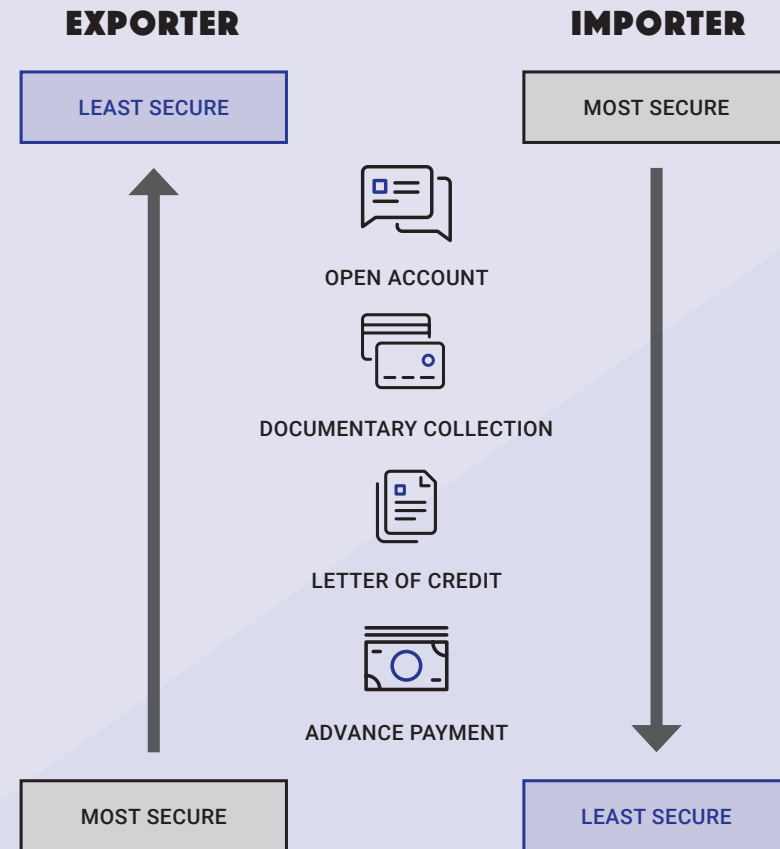 EXPORTER
IMPORTER
LEAST SECURE
MOST SECURE
OPEN ACCOUNT
DOCUMENTARY COLLECTION
LETTER OF CREDIT
ADVANCE PAYMENT
MOST SECURE
LEAST SECURE